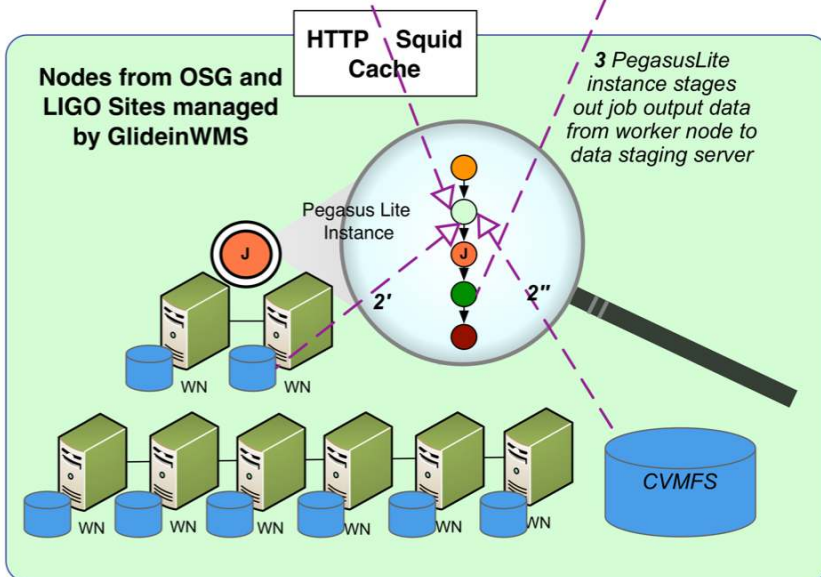 HTTP Squid
Cache
Nodes from OSG and
LIGO Sites managed
by GlideinWMS
3 PegasusLite
instance stages
out job output data
from worker node to
data staging server
Pegasus Lite
Instance
J
J
2'
2''
WN
WN
CVMFS
WN
WN
WN
WN
WN
WN